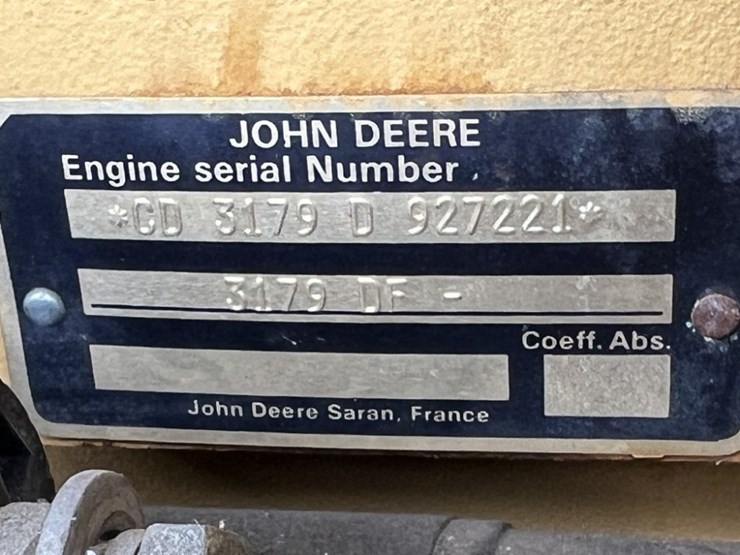 JOHN DEERE
Engine serial Number
*CD 3179 D 927221*
3179 DF -
Coeff. Abs.
John Deere Saran, France